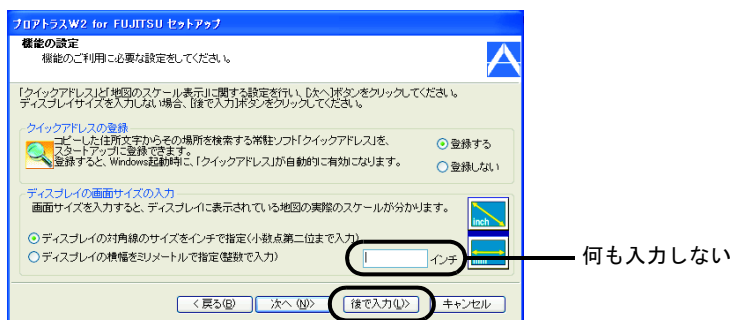 プロアトラスW2 for FUJITSU セットアップ
機能の設定
機能のご利用に必要な設定をしてください。
「クイックアドレス」と「地図のスケール表示」に関する設定を行い、［次へ］ボタンをクリックしてください。
ディスプレイサイズを入力しない場合、［後で入力］ボタンをクリックしてください。
クイックアドレスの登録
コピーした住所文字からその場所を検索する常駐ソフト「クイックアドレス」を、
スタートアップに登録できます。
登録すると、Windows起動時に、「クイックアドレス」が自動的に有効になります。
登録する
登録しない
ディスプレイの画面サイズの入力
画面サイズを入力すると、ディスプレイに表示されている地図の実際のスケールが分かります。
inch
ディスプレイの対角線のサイズをインチで指定(小数点第二位まで入力)
ディスプレイの横幅をミリメートルで指定(整数で入力)
インチ
mm
何も入力しない
< 戻る(B)
次へ (N)>
後で入力(L)>
キャンセル